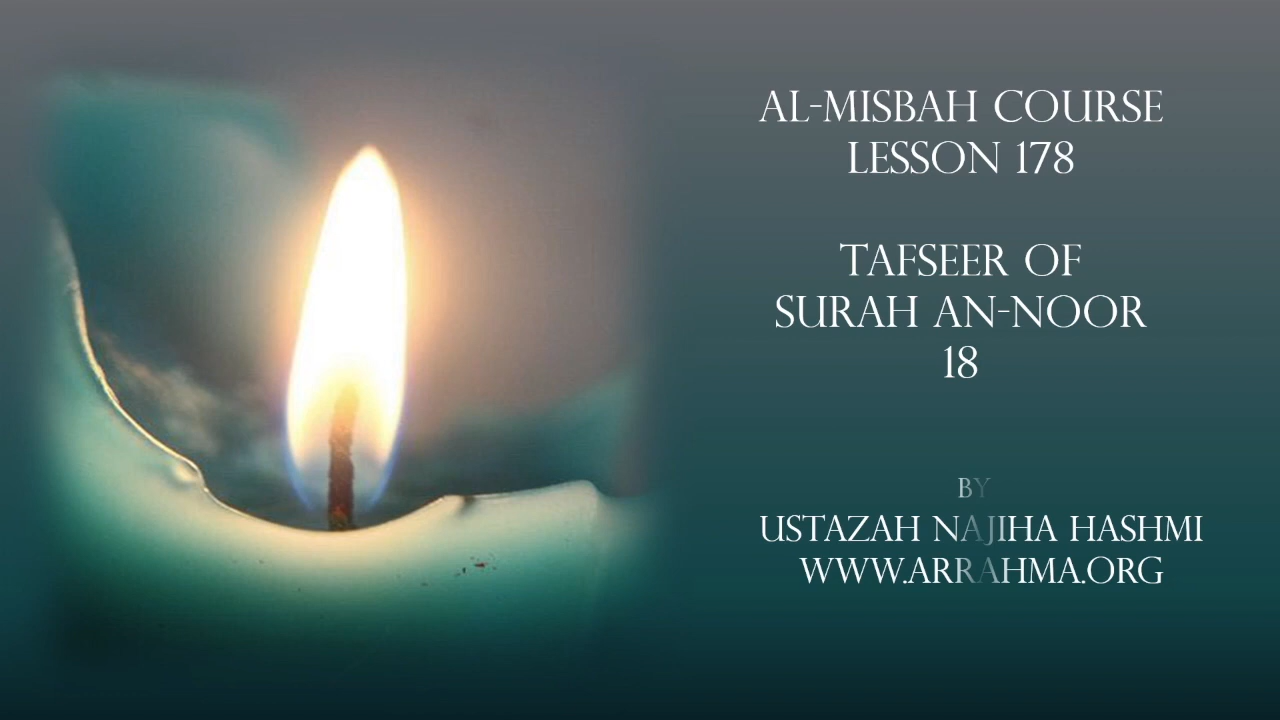 AL-MISBAH COURSE
LESSON 178
TAFSEER OF
SURAH AN-NOOR
18
BY
USTAZAH NAJIHA HASHMI
WWW.ARRAHMA.ORG